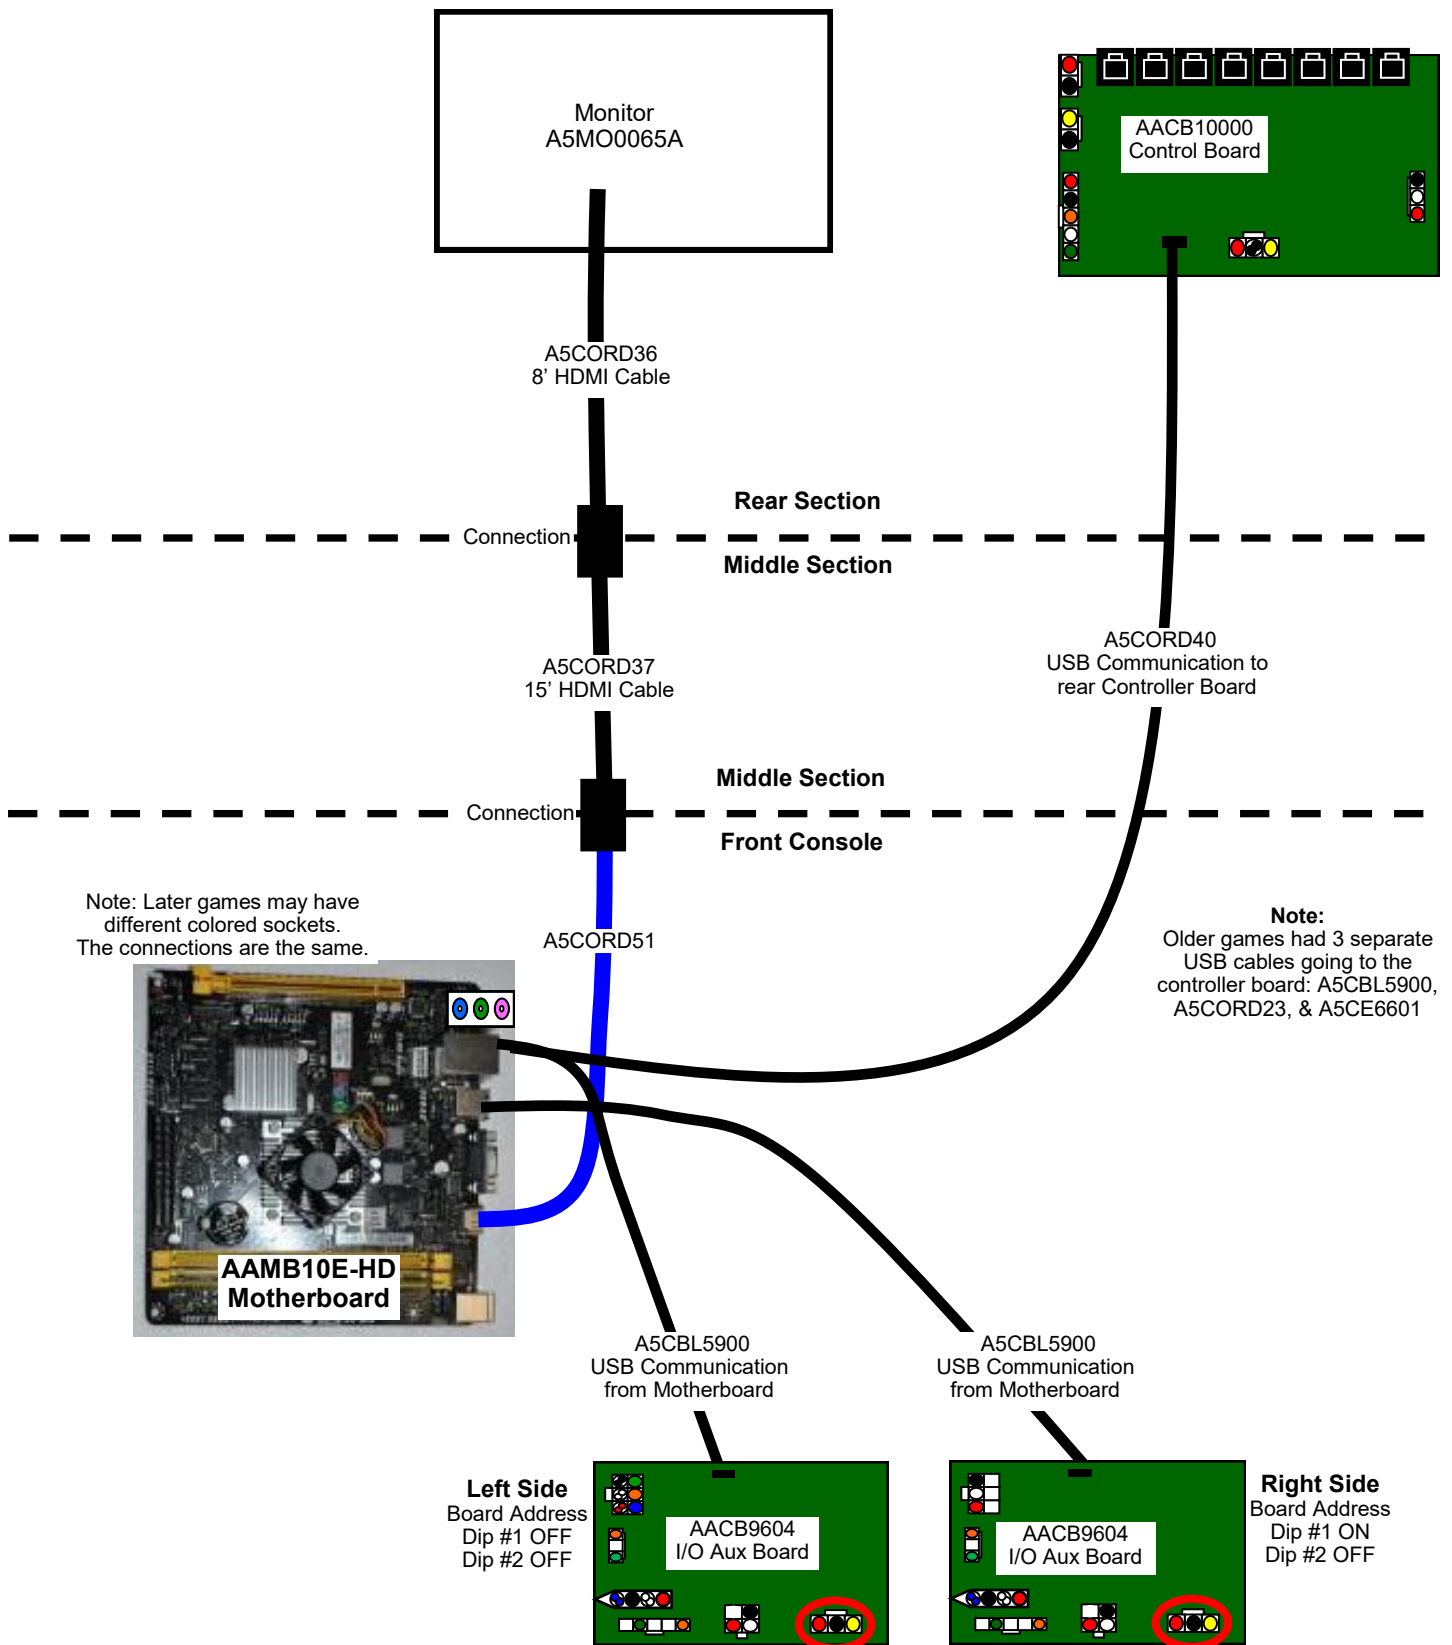 Monitor
A5MO0065A
AACB10000
Control Board
A5CORD36
8’ HDMI Cable
Rear Section
Connection
Middle Section
A5CORD37
15’ HDMI Cable
A5CORD40
USB Communication to
rear Controller Board
Middle Section
Connection
Front Console
Note: Later games may have
different colored sockets.
The connections are the same.
A5CORD51
Note:
Older games had 3 separate
USB cables going to the
controller board: A5CBL5900,
A5CORD23, & A5CE6601
AAMB10E-HD
Motherboard
A5CBL5900
USB Communication
from Motherboard
A5CBL5900
USB Communication
from Motherboard
Left Side
Board Address
Dip #1 OFF
Dip #2 OFF
AACB9604
I/O Aux Board
AACB9604
I/O Aux Board
Right Side
Board Address
Dip #1 ON
Dip #2 OFF